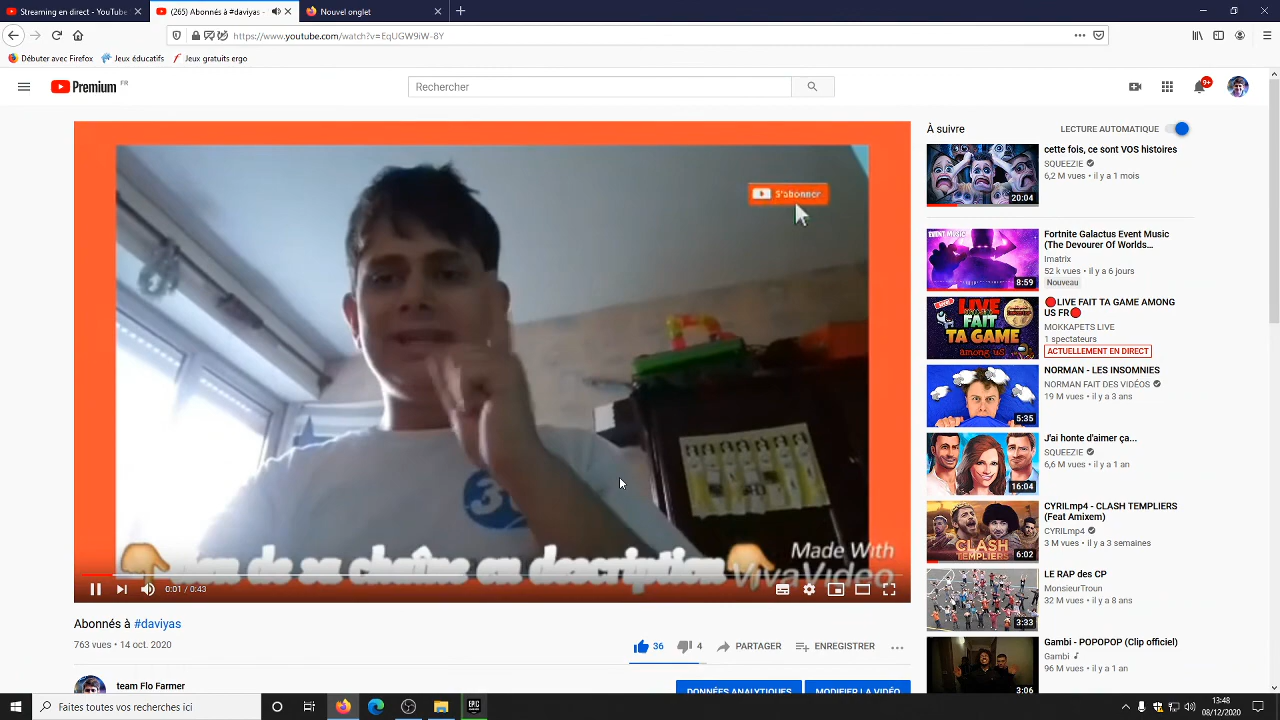 Streaming en direct - YouTube
(265) Abonnés à #daviyas -
Nouvel onglet
https://www.youtube.com/watch?v=EqUGW9iW-8Y
Débuter avec Firefox
Jeux éducatifs
Jeux gratuits ergo
Premium FR
Rechercher
9+
S'abonner
Made With
VivaVideo
0:01 / 0:43
Abonnés à #daviyas
763 vues • 14 oct. 2020
36
4
PARTAGER
ENREGISTRER
team Flo Farmer
DONNÉES ANALYTIQUES
MODIFIER LA VIDÉO
À suivre
LECTURE AUTOMATIQUE
cette fois, ce sont VOS histoires
SQUEEZIE
6,2 M vues • il y a 1 mois
20:04
Fortnite Galactus Event Music
(The Devourer Of Worlds...
Imatrix
52 k vues • il y a 6 jours
Nouveau
EVENT MUSIC
8:59
LIVE FAIT TA GAME AMONG
US FR
MOKKAPETS LIVE
1 spectateurs
ACTUELLEMENT EN DIRECT
LIVE
FAIT
TA GAME
among us
NORMAN - LES INSOMNIES
NORMAN FAIT DES VIDÉOS
19 M vues • il y a 3 ans
5:35
J'ai honte d'aimer ça...
SQUEEZIE
6,6 M vues • il y a 1 an
16:04
CYRILmp4 - CLASH TEMPLIERS
(Feat Amixem)
CYRILmp4
3 M vues • il y a 3 semaines
CLASH
TEMPLIERS
6:02
LE RAP des CP
MonsieurTroun
32 M vues • il y a 8 ans
3:33
Gambi - POPOPOP (Clip officiel)
Gambi
96 M vues • il y a 1 an
3:06
Faites toutes vos recherches ici
EPIC
13:48
08/12/2020